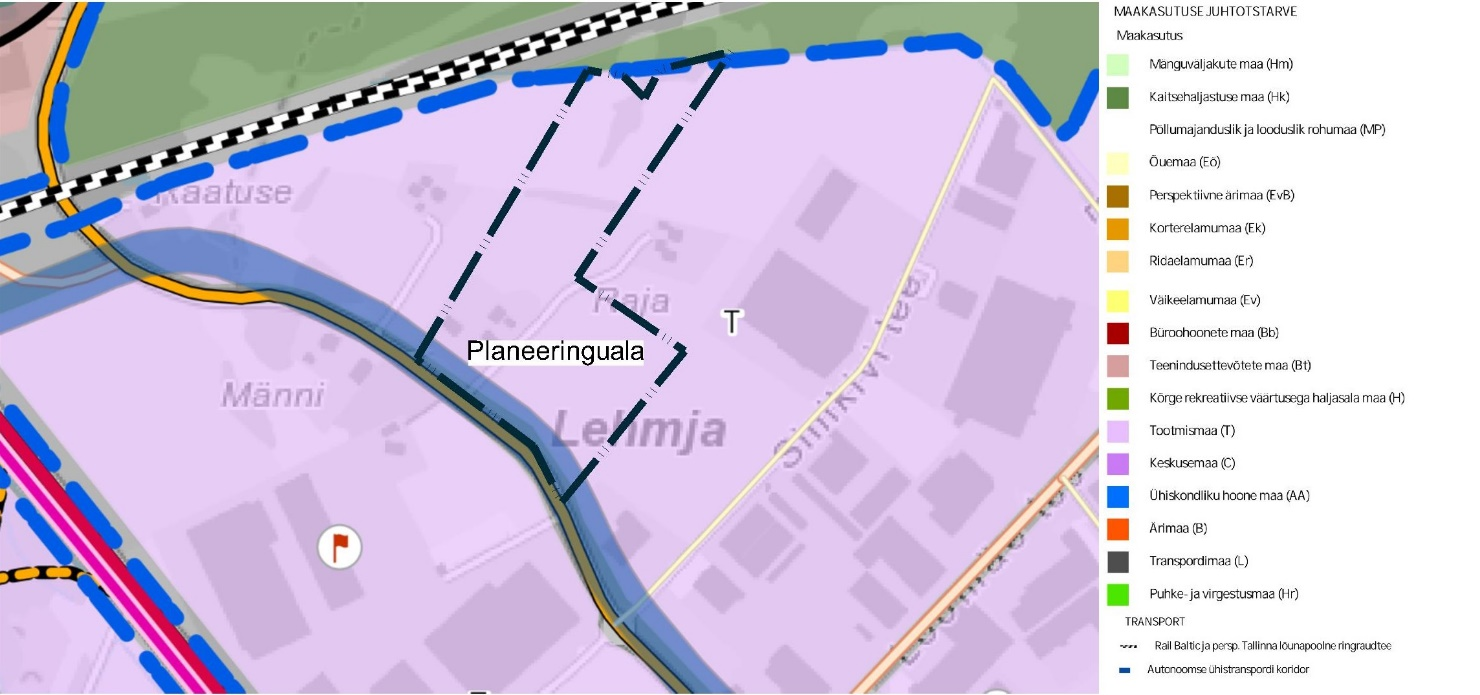 Kaatuse
Raja
T
Planeeringuala
Männi
Lehmja
MAAKASUTUSE JUHTOTSTARVE
Maakasutus
Mänguväljakute maa (Hm)
Kaitsehaljastuse maa (Hk)
Põllumajanduslik ja looduslik rohumaa (MP)
Õuemaa (Eõ)
Perspektiivne ärimaa (EvB)
Korterelamumaa (Ek)
Ridaelamumaa (Er)
Väikeelamumaa (Ev)
Büroohoonete maa (Bb)
Teenindusettevõtete maa (Bt)
Kõrge rekreatiivse väärtusega haljasala maa (H)
Tootmismaa (T)
Keskusemaa (C)
Ühiskondliku hoone maa (AA)
Ärimaa (B)
Transpordimaa (L)
Puhke- ja virgestusmaa (Hr)
TRANSPORT
Rail Baltic ja persp. Tallinna lõunapoolne ringraudtee
Autonoomse ühistranspordi koridor